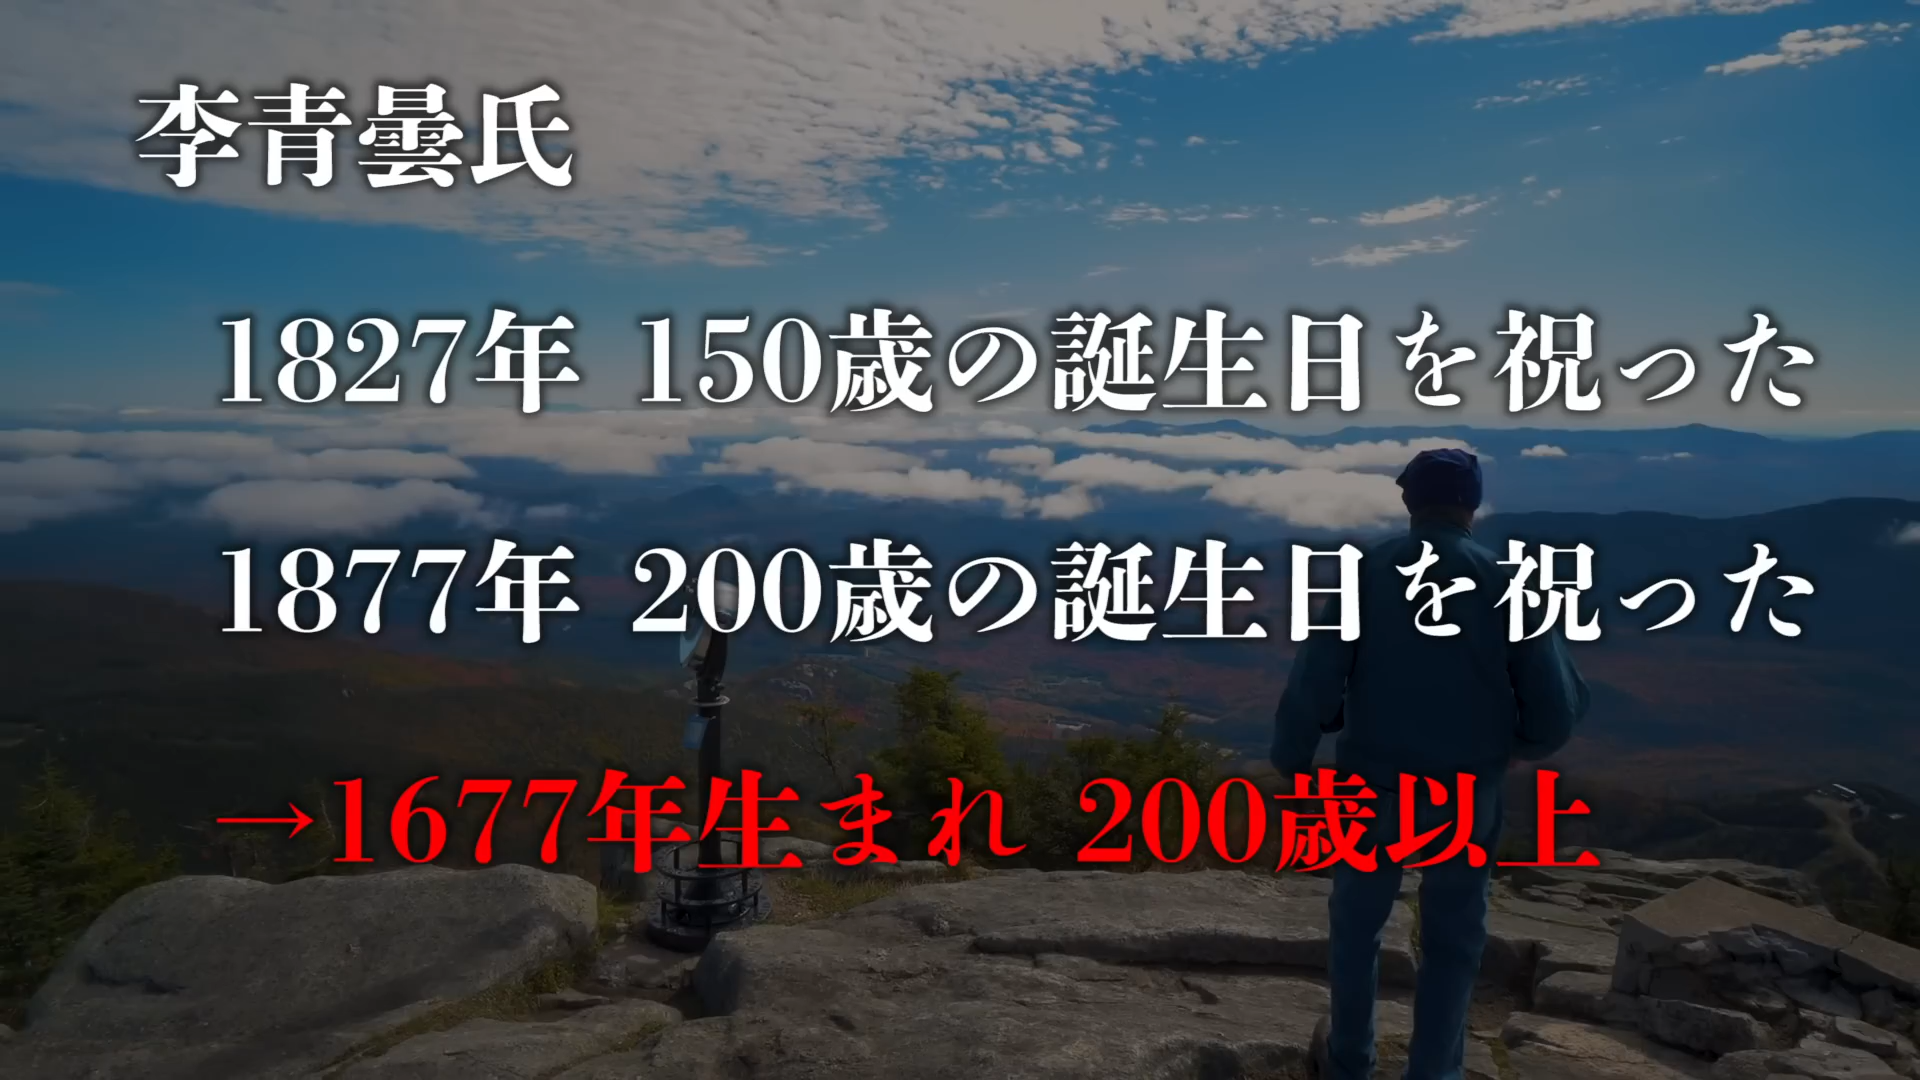 李青曇氏
1827年 150歳の誕生日を祝った
1877年 200歳の誕生日を祝った
→1677年生まれ 200歳以上